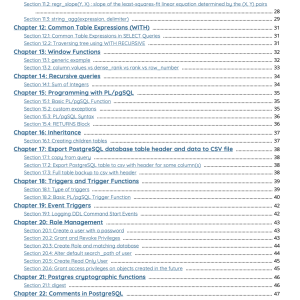 Section 11.2: regr_slope(Y, X) : slope of the least-squares-fit linear equation determined by the (X, Y) pairs
28
Section 11.3: string_agg(expression, delimiter) 29
Chapter 12: Common Table Expressions (WITH) 31
Section 12.1: Common Table Expressions in SELECT Queries 31
Section 12.2: Traversing tree using WITH RECURSIVE 31
Chapter 13: Window Functions 32
Section 13.1: generic example 32
Section 13.2: column values vs dense_rank vs rank vs row_number 33
Chapter 14: Recursive queries 34
Section 14.1: Sum of Integers 34
Chapter 15: Programming with PL/pgSQL 35
Section 15.1: Basic PL/pgSQL Function 35
Section 15.2: custom exceptions 35
Section 15.3: PL/pgSQL Syntax 36
Section 15.4: RETURNS Block 36
Chapter 16: Inheritance 37
Section 16.1: Creating children tables 37
Chapter 17: Export PostgreSQL database table header and data to CSV file 38
Section 17.1: copy from query 38
Section 17.2: Export PostgreSQL table to csv with header for some column(s) 38
Section 17.3: Full table backup to csv with header 38
Chapter 18: Triggers and Trigger Functions 39
Section 18.1: Type of triggers 39
Section 18.2: Basic PL/pgSQL Trigger Function 40
Chapter 19: Event Triggers 42
Section 19.1: Logging DDL Command Start Events 42
Chapter 20: Role Management 43
Section 20.1: Create a user with a password 43
Section 20.2: Grant and Revoke Privileges 43
Section 20.3: Create Role and matching database 44
Section 20.4: Alter default search_path of user 44
Section 20.5: Create Read Only User 45
Section 20.6: Grant access privileges on objects created in the future 45
Chapter 21: Postgres cryptographic functions 46
Section 21.1: digest 46
Chapter 22: Comments in PostgreSQL 47